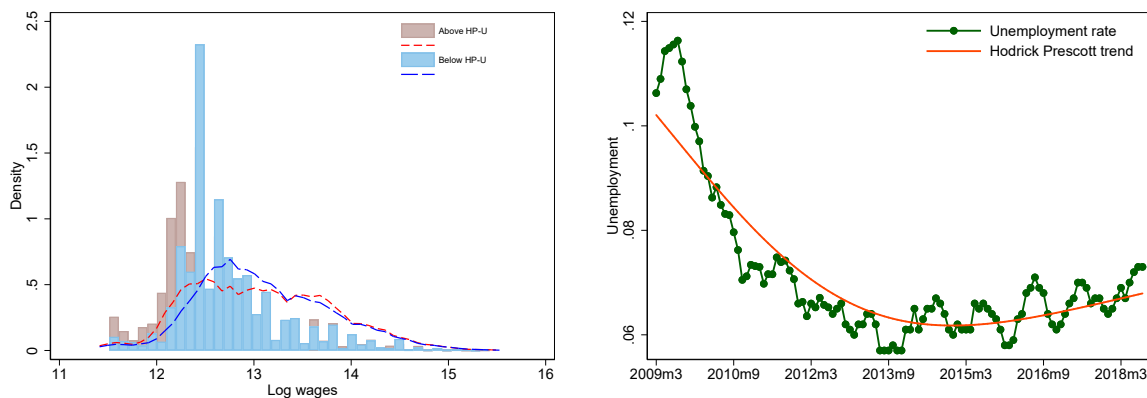 2.5
2
1.5
1
.5
0
Density
11
12
13
14
15
16
Log wages
Above HP-U
Below HP-U
.12
.1
.08
.06
Unemployment
2009m3
2010m9
2012m3
2013m9
2015m3
2016m9
2018m3
Unemployment rate
Hodrick Prescott trend